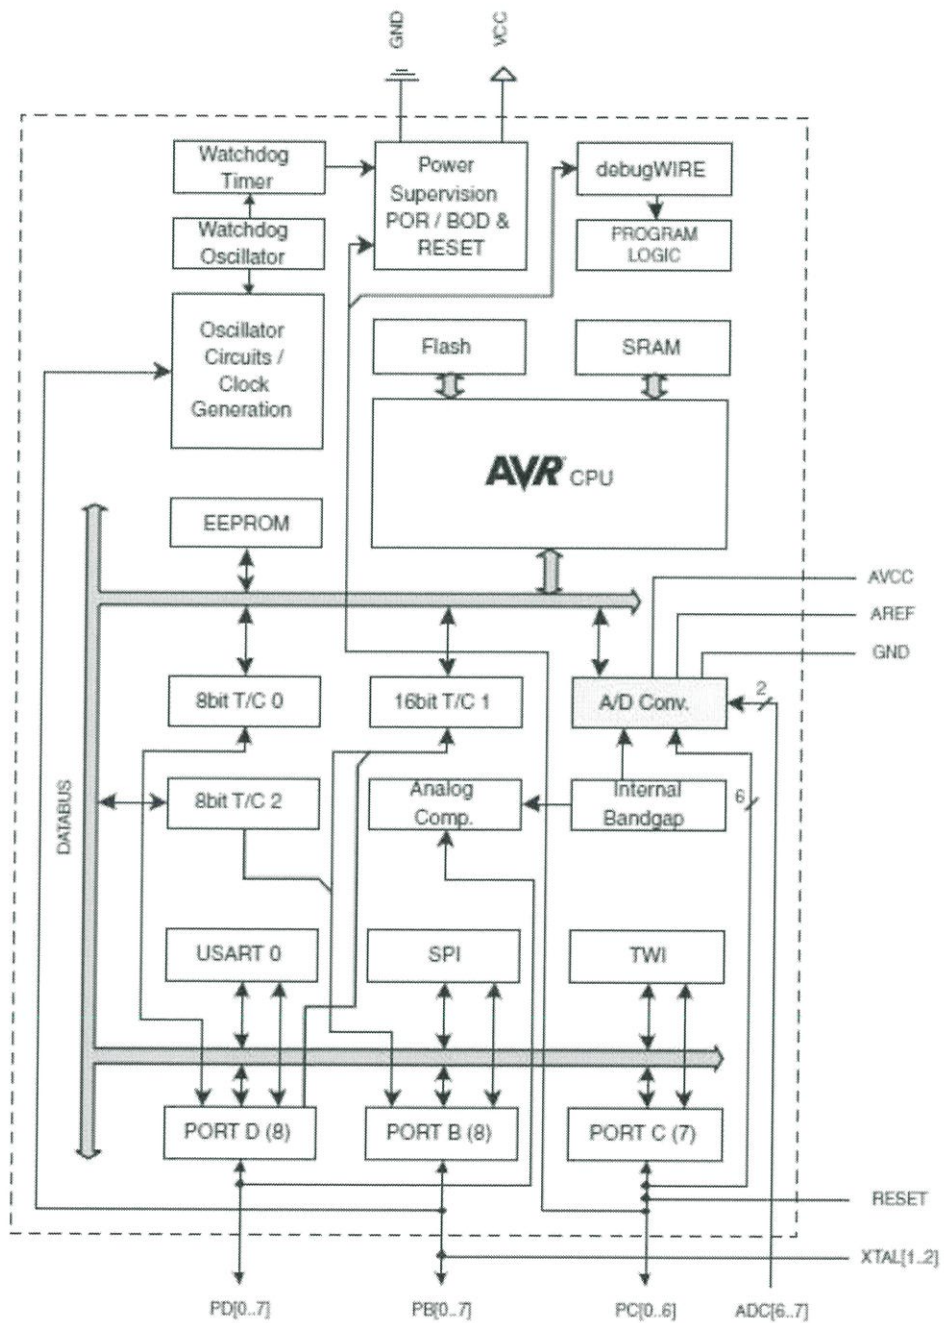 GND
VCC
Watchdog
Timer
Power
Supervision
POR / BOD &
RESET
debugWIRE
Watchdog
Oscillator
PROGRAM
LOGIC
Oscillator
Circuits /
Clock
Generation
Flash
SRAM
AVR CPU
EEPROM
AVCC
AREF
GND
8bit T/C 0
16bit T/C 1
A/D Conv.
2
DATABUS
8bit T/C 2
Analog
Comp.
Internal
Bandgap
6
USART 0
SPI
TWI
PORT D (8)
PORT B (8)
PORT C (7)
RESET
XTAL[1..2]
PD[0..7]
PB[0..7]
PC[0..6]
ADC[6..7]